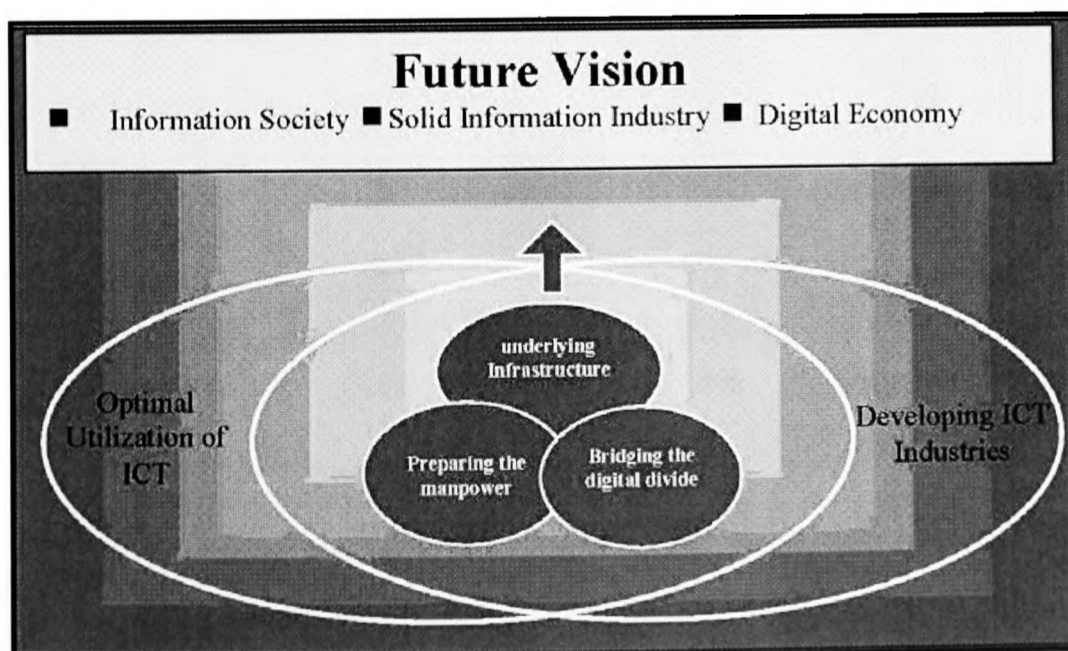 Future Vision
■ Information Society ■ Solid Information Industry ■ Digital Economy
underlying
Infrastructure
Optimal
Utilization of
ICT
Developing ICT
Industries
Preparing the
manpower
Bridging the
digital divide